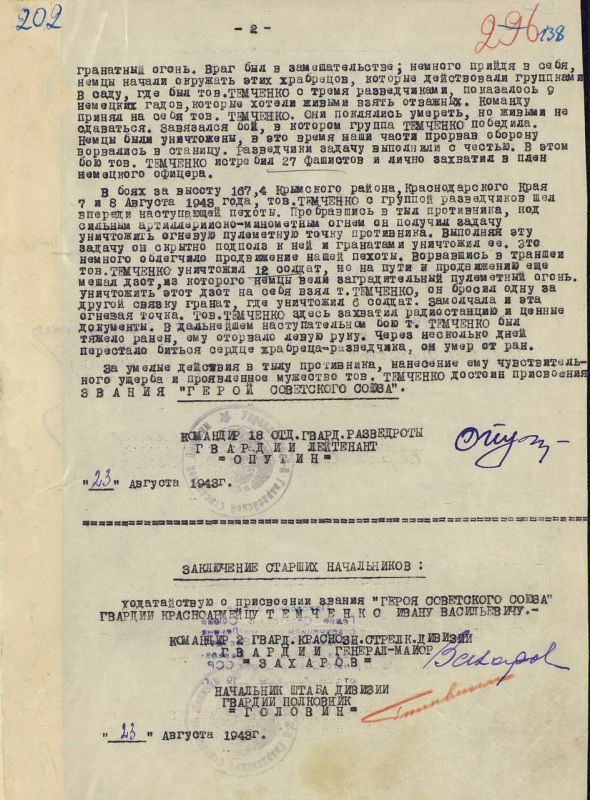 202
- 2 -
296
138
гранатный огонь. Враг был в замешательстве; немного прийдя в себя,
немцы начали окружать этих храбрецов, которые действовали группками
В саду, где был тов.ТЕМЧЕНКО с тремя разведчиками, показалось 9
немецких гадов,которые хотели живыми взять отважных. Команду
принял на себя тов. ТЕМЧЕНКО. Они поклялись умереть, но живыми не
сдаваться. Завязался бой, в котором группа ТЕМЧЕНКО победила.
Немцы были уничтожены, в это время наши части прорвав оборону
ворвались в станицу. Разведчики задачу выполнили с честью. В этом
бою тов. ТЕМЧЕНКО истребил 27 фашистов и лично захватил в плен
немецкого офицера.
В боях за высоту 167,4 Крымского района,Краснодарского Края
7 и 8 Августа 1943 года, тов.ТЕМЧЕНКО с группой разведчиков шел
впереди наступающей пехоты. Пробравшись в тыл противника, под
сильным артиллерийско-минометным огнем он получил задачу
уничтожить огневую пулеметную точку противника. Выполняя эту
задачу он скрытно подполз к ней и гранатами уничтожил ее. Это
немного облегчило продвижение нашей пехоты. Ворвавшись в траншеи
тов.ТЕМЧЕНКО уничтожил 12 солдат, но на пути к продвижению еще
мешал дзот,из которого немцы вели заградительный пулеметный огонь.
Уничтожить этот дзот на себя взял т.ТЕМЧЕНКО, он бросил одну за
другой связку гранат, где уничтожил 6 солдат. Замолчала и эта
огневая точка. Тов.ТЕМЧЕНКО здесь захватил радиостанцию и ценные
документы. В дальнейшем наступательном бою т. ТЕМЧЕНКО был
тяжело ранен, ему оторвало левую руку. Через несколько дней
перестало биться сердце храбреца-разведчика, он умер от ран.
За умелые действия в тылу противника, нанесение ему чувствитель-
ного ущерба и проявленное мужество тов. ТЕМЧЕНКО достоин присвоения
ЗВАНИЯ "ГЕРОЙ СОВЕТСКОГО СОЮЗА".
КОМАНДИР 18 ОТД.ГВАРД.РАЗВЕДРОТЫ
ГВАРДИИ ЛЕЙТЕНАНТ
= ОПУТИН =
"23" Августа 1943г.
ЗАКЛЮЧЕНИЕ СТАРШИХ НАЧАЛЬНИКОВ:
Ходатайствую о присвоении звания "ГЕРОЯ СОВЕТСКОГО СОЮЗА"
ГВАРДИИ КРАСНОАРМЕЙЦУ ТЕМЧЕНКО ИВАНУ ВАСИЛЬЕВИЧУ.-
КОМАНДИР 2 ГВАРД.КРАСНОЗН.СТРЕЛК.ДИВИЗИИ
ГВАРДИИ ГЕНЕРАЛ-МАЙОР
= ЗАХАРОВ =
Захаров
НАЧАЛЬНИК ШТАБА ДИВИЗИИ
ГВАРДИИ ПОЛКОВНИК
= ГОЛОВИН =
"23" Августа 1943г.